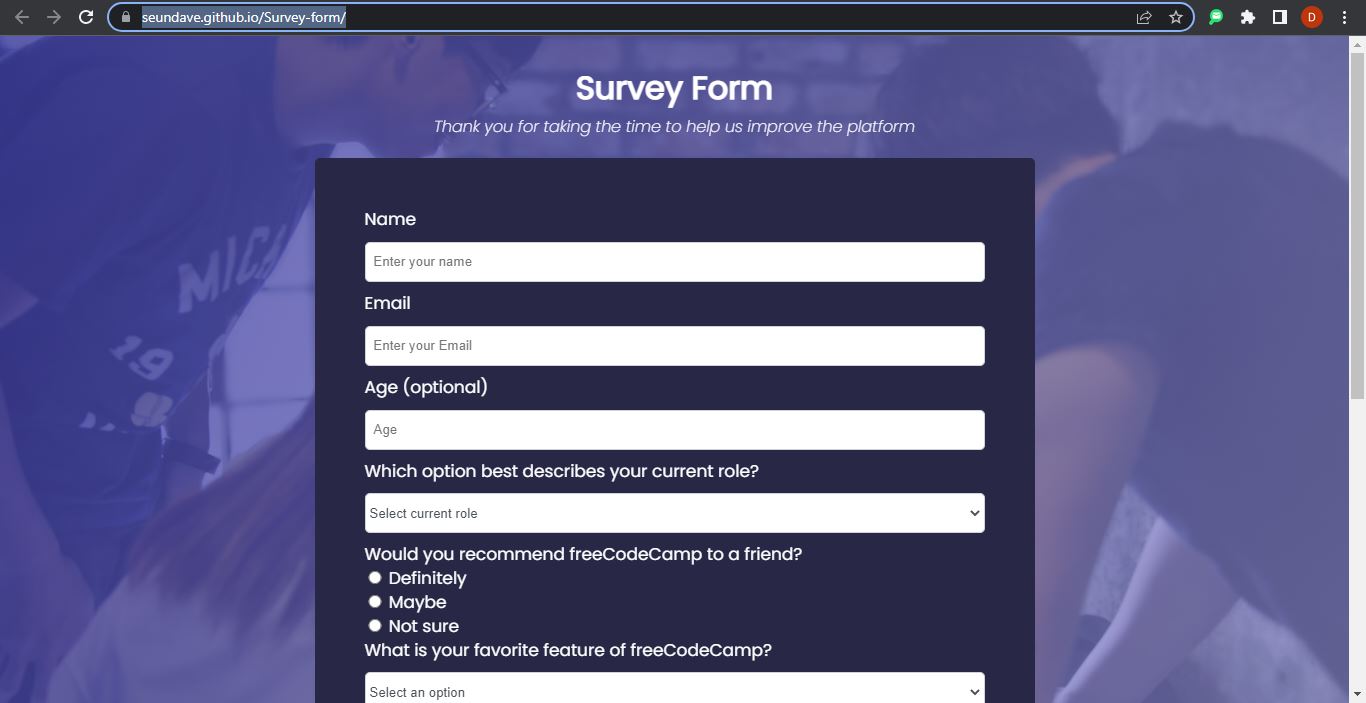 seundave.github.io/Survey-form/
D
Survey Form
Thank you for taking the time to help us improve the platform
MICH
19
Name
Enter your name
Email
Enter your Email
Age (optional)
Age
Which option best describes your current role?
Select current role
Would you recommend freeCodeCamp to a friend?
Definitely
Maybe
Not sure
What is your favorite feature of freeCodeCamp?
Select an option